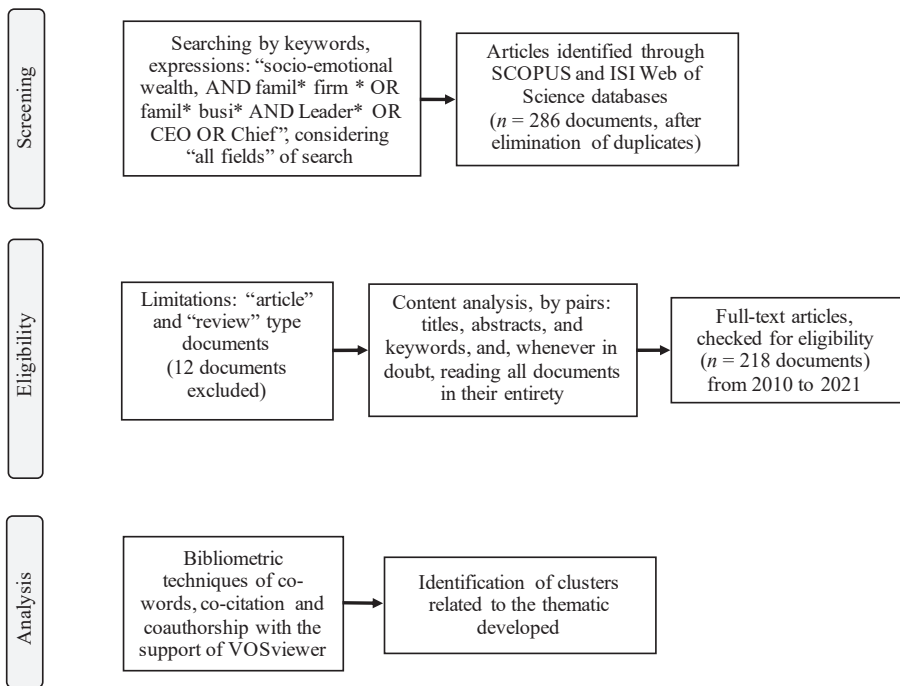 Screening
Searching by keywords,
expressions: “socio-emotional
wealth, AND famil* firm * OR
famil* busi* AND Leader* OR
CEO OR Chief”, considering
“all fields” of search
Articles identified through
SCOPUS and ISI Web of
Science databases
(n = 286 documents, after
elimination of duplicates)
Eligibility
Limitations: “article”
and “review” type
documents
(12 documents
excluded)
Content analysis, by pairs:
titles, abstracts, and
keywords, and, whenever in
doubt, reading all documents
in their entirety
Full-text articles,
checked for eligibility
(n = 218 documents)
from 2010 to 2021
Analysis
Bibliometric
techniques of co-
words, co-citation and
coauthorship with the
support of VOSviewer
Identification of clusters
related to the thematic
developed